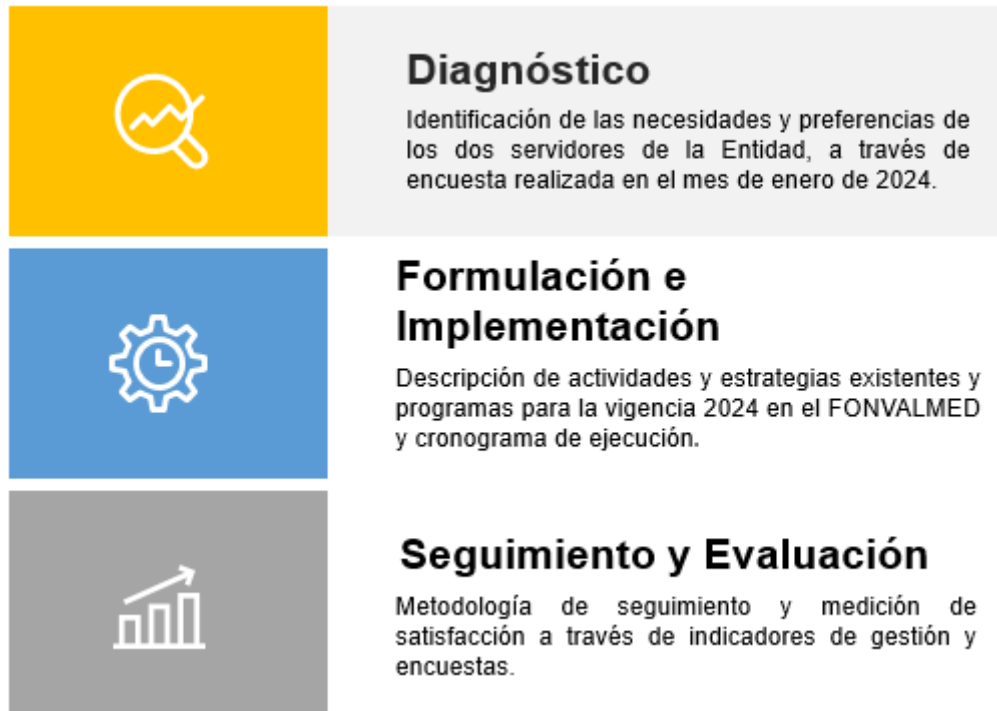 Diagnóstico
Identificación de las necesidades y preferencias de
los dos servidores de la Entidad, a través de
encuesta realizada en el mes de enero de 2024.
Formulación e
Implementación
Descripción de actividades y estrategias existentes y
programas para la vigencia 2024 en el FONVALMED
y cronograma de ejecución.
Seguimiento y Evaluación
Metodología de seguimiento y medición de
satisfacción a través de indicadores de gestión y
encuestas.